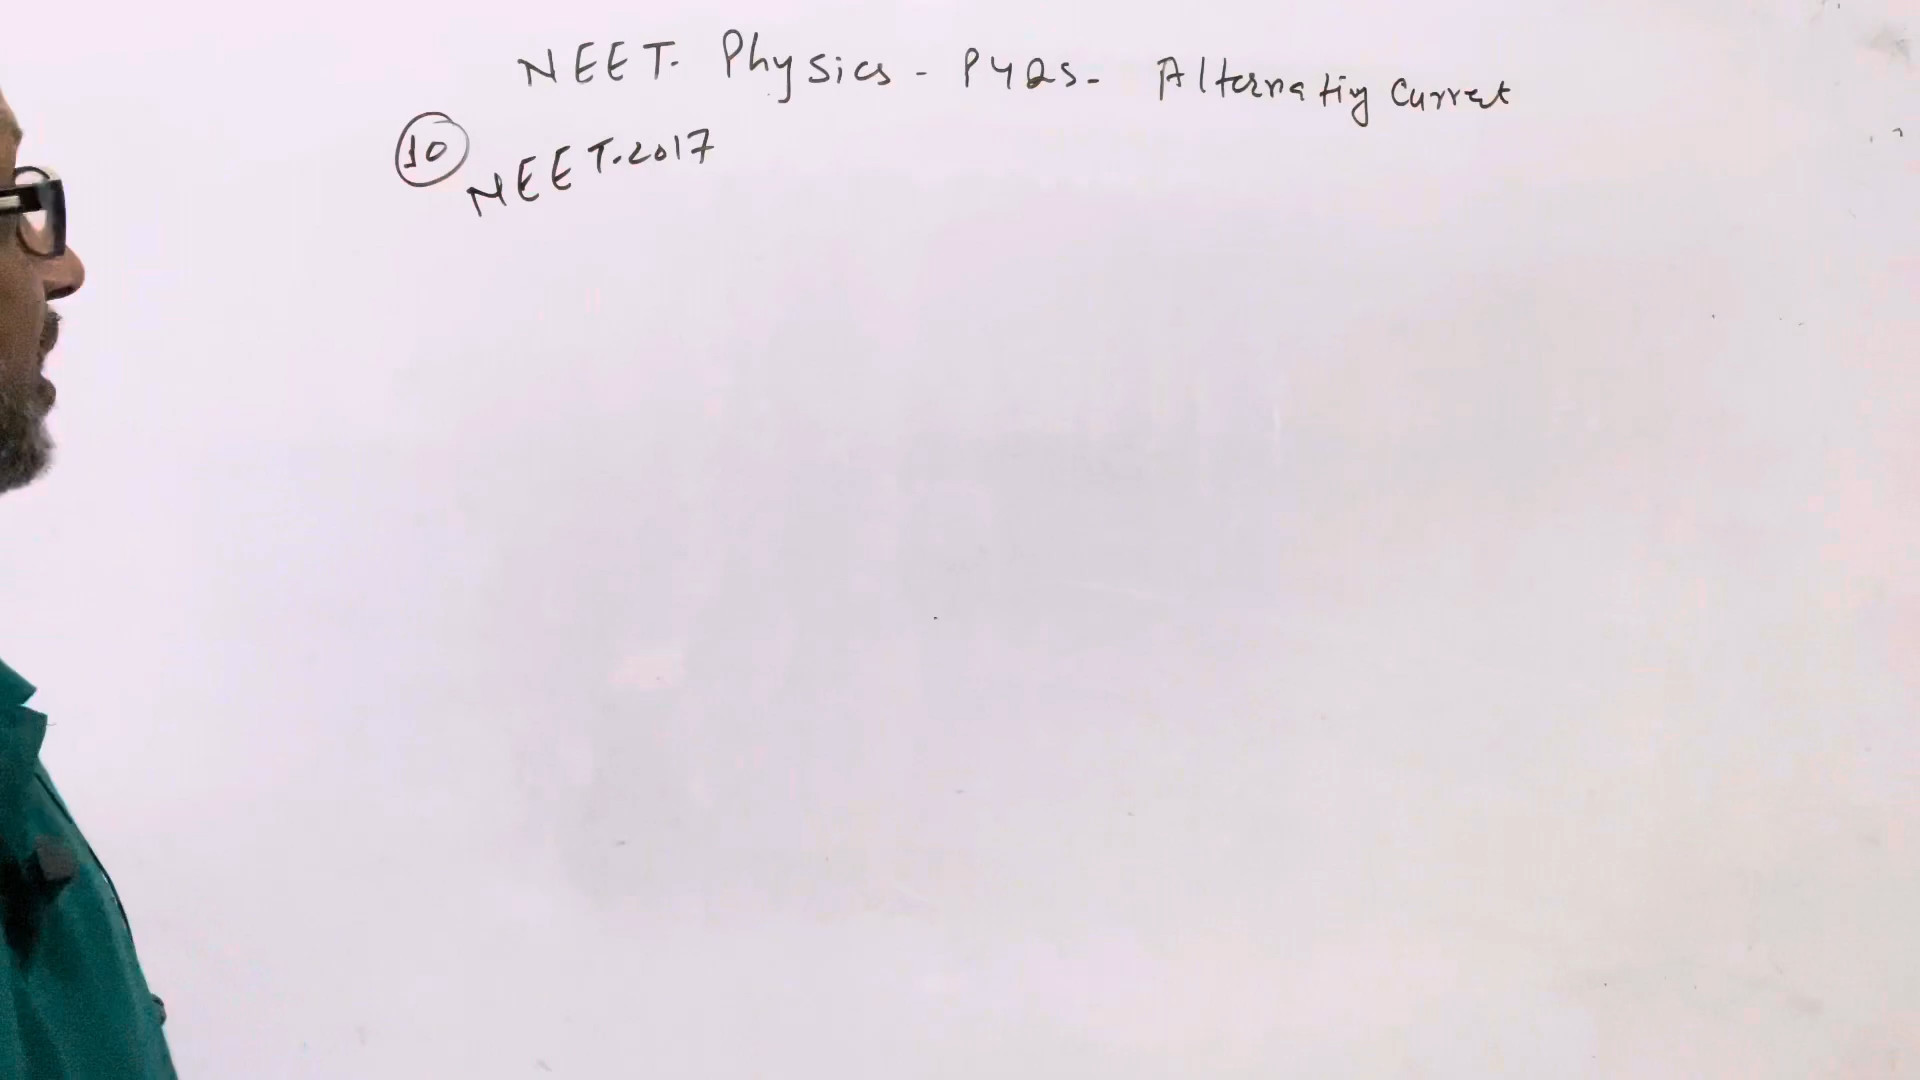 NEET. Physics - PYQS- Alternating Current
10 NEET.2017